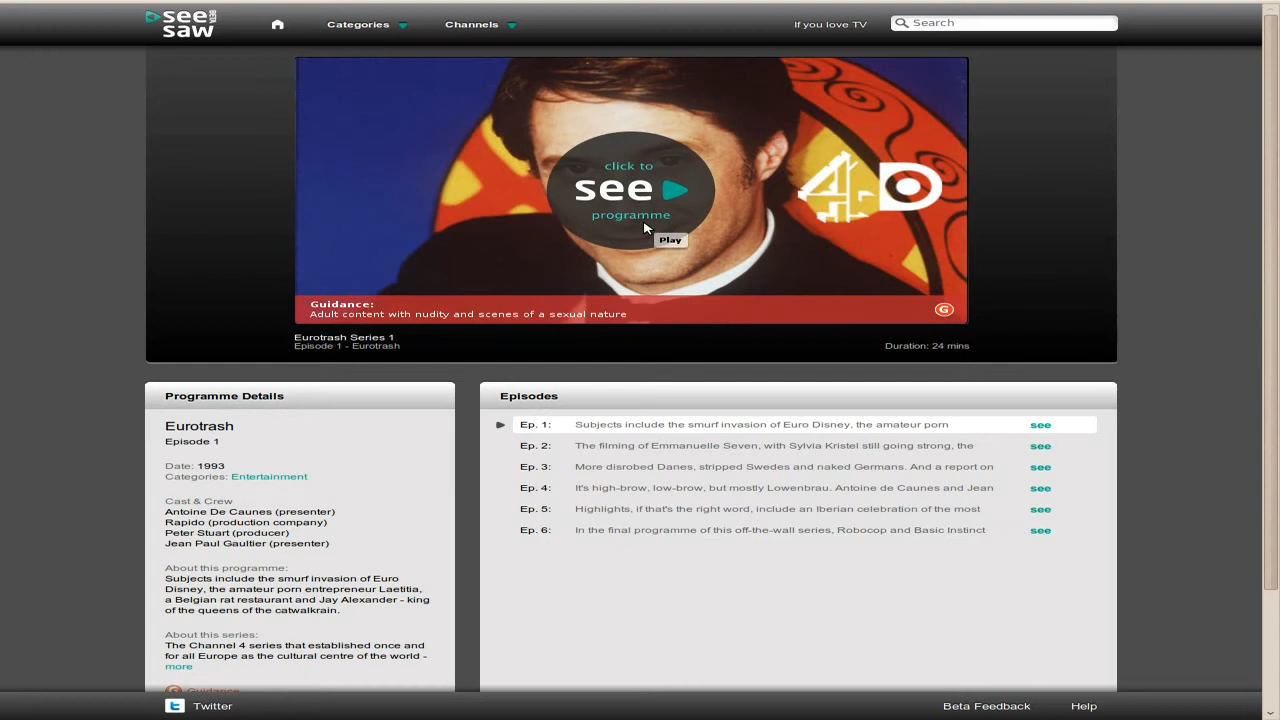 see
saw
BETA
Categories
Channels
If you love TV
Search
click to
see
programme
Play
4oD
Guidance:
Adult content with nudity and scenes of a sexual nature
G
Eurotrash Series 1
Episode 1 - Eurotrash
Duration: 24 mins
Programme Details
Eurotrash
Episode 1
Date: 1993
Categories: Entertainment
Cast & Crew
Antoine De Caunes (presenter)
Rapido (production company)
Peter Stuart (producer)
Jean Paul Gaultier (presenter)
About this programme:
Subjects include the smurf invasion of Euro
Disney, the amateur porn entrepreneur Laetitia,
a Belgian rat restaurant and Jay Alexander - king
of the queens of the catwalkrain.
About this series:
The Channel 4 series that established once and
for all Europe as the cultural centre of the world -
more
G Guidance
Episodes
Ep. 1: Subjects include the smurf invasion of Euro Disney, the amateur porn see
Ep. 2: The filming of Emmanuelle Seven, with Sylvia Kristel still going strong, the see
Ep. 3: More disrobed Danes, stripped Swedes and naked Germans. And a report on see
Ep. 4: It's high-brow, low-brow, but mostly Lowenbrau. Antoine de Caunes and Jean see
Ep. 5: Highlights, if that's the right word, include an Iberian celebration of the most see
Ep. 6: In the final programme of this off-the-wall series, Robocop and Basic Instinct see
Twitter
Beta Feedback
Help